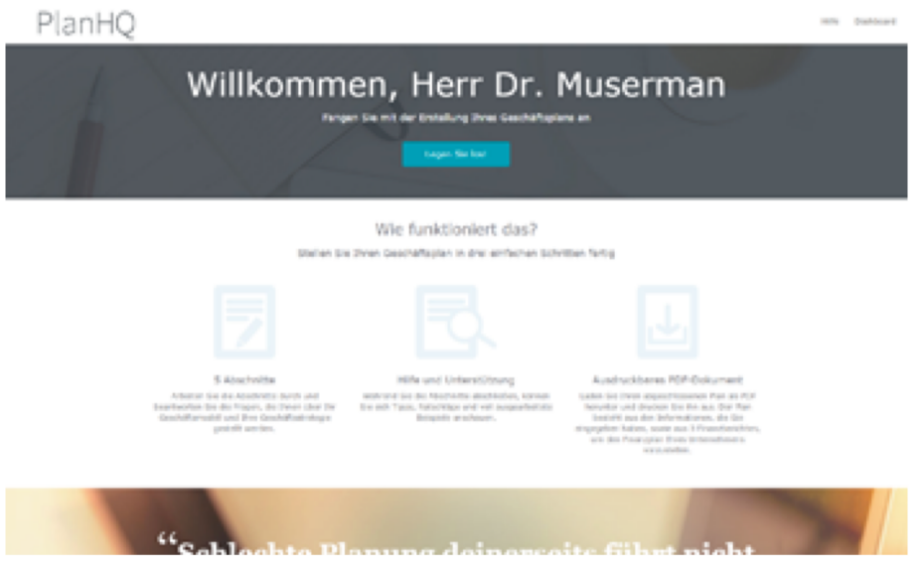 PlanHQ
Hilfe Dashboard
Willkommen, Herr Dr. Muserman
Fangen Sie mit der Erstellung Ihres Geschäftsplans an
Legen Sie los!
Wie funktioniert das?
Stellen Sie Ihren Geschäftsplan in drei einfachen Schritten fertig
5 Abschnitte
Hilfe und Unterstützung
Ausdruckbares PDF-Dokument
Arbeiten Sie die Abschnitte durch und
beantworten Sie die Fragen, die Ihnen über Ihr
Geschäftsmodell und Ihre Geschäftsstrategie
gestellt werden.
Während Sie die Abschnitte abschließen, können
Sie sich Tipps, Ratschläge und voll ausgearbeitete
Beispiele anschauen.
Laden Sie Ihren abgeschlossenen Plan als PDF
herunter und drucken Sie ihn aus. Der Plan
besteht aus den Informationen, die Sie
eingegeben haben, sowie aus 3 Finanzberichten,
um den Finanzplan Ihres Unternehmens
“Schlechte Planung deinerseits führt nicht